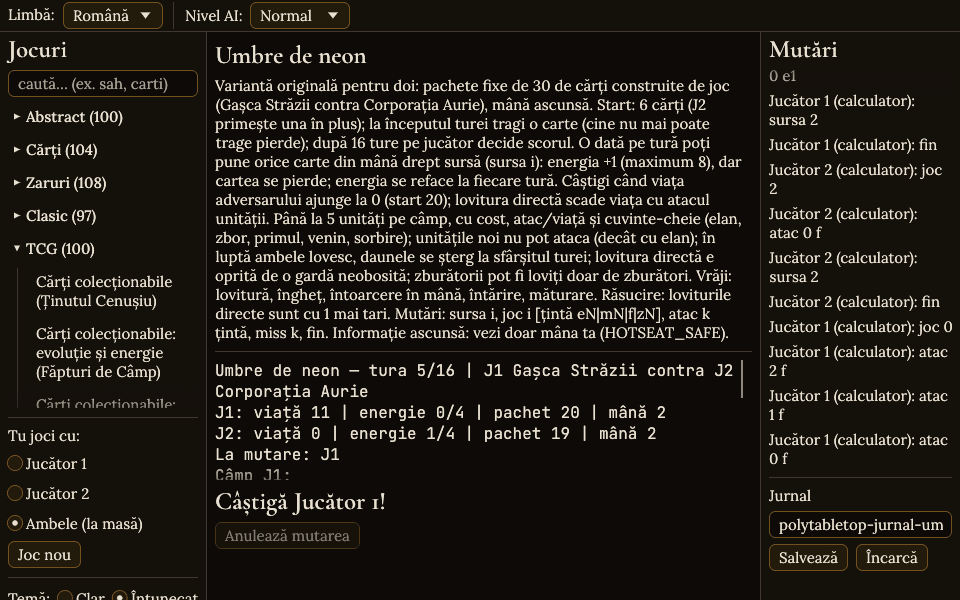 Limbă: Română ▼ Nivel AI: Normal ▼
Jocuri
caută... (ex. sah, carti)
▸ Abstract (100)
▸ Cărți (104)
▸ Zaruri (108)
▸ Clasic (97)
▾ TCG (100)
Cărți colecționabile
(Ținutul Cenușiu)
Cărți colecționabile:
evoluție și energie
(Făpturi de Câmp)
Cărți colecționabile:
Tu joci cu:
Jucător 1
Jucător 2
Ambele (la masă)
Joc nou
Temă: Clar Întunecat
Umbre de neon
Variantă originală pentru doi: pachete fixe de 30 de cărți construite de joc
(Gașca Străzii contra Corporația Aurie), mână ascunsă. Start: 6 cărți (J2
primește una în plus); la începutul turei tragi o carte (cine nu mai poate
trage pierde); după 16 ture pe jucător decide scorul. O dată pe tură poți
pune orice carte din mână drept sursă (sursa i): energia +1 (maximum 8), dar
cartea se pierde; energia se reface la fiecare tură. Câștigi când viața
adversarului ajunge la 0 (start 20); lovitura directă scade viața cu atacul
unității. Până la 5 unități pe câmp, cu cost, atac/viață și cuvinte-cheie (elan,
zbor, primul, venin, sorbire); unitățile noi nu pot ataca (decât cu elan); în
luptă ambele lovesc, daunele se șterg la sfârșitul turei; lovitura directă e
oprită de o gardă neobosită; zburătorii pot fi loviți doar de zburători. Vrăji:
lovitură, îngheț, întoarcere în mână, întărire, măturare. Răsucire: loviturile
directe sunt cu 1 mai tari. Mutări: sursa i, joc i [țintă eN|mN|f|zN], atac k
țintă, miss k, fin. Informație ascunsă: vezi doar mâna ta (HOTSEAT_SAFE).
Umbre de neon — tura 5/16 | J1 Gașca Străzii contra J2
Corporația Aurie
J1: viață 11 | energie 0/4 | pachet 20 | mână 2
J2: viață 0 | energie 1/4 | pachet 19 | mână 2
La mutare: J1
Câmp J1:
Câștigă Jucător 1!
Anulează mutarea
Mutări
0 e1
Jucător 1 (calculator):
sursa 2
Jucător 1 (calculator): fin
Jucător 2 (calculator): joc
2
Jucător 2 (calculator):
atac 0 f
Jucător 2 (calculator):
sursa 2
Jucător 2 (calculator): fin
Jucător 1 (calculator): joc 0
Jucător 1 (calculator): atac
2 f
Jucător 1 (calculator): atac
1 f
Jucător 1 (calculator): atac
0 f
Jurnal
polytabletop-jurnal-um
Salvează Încarcă